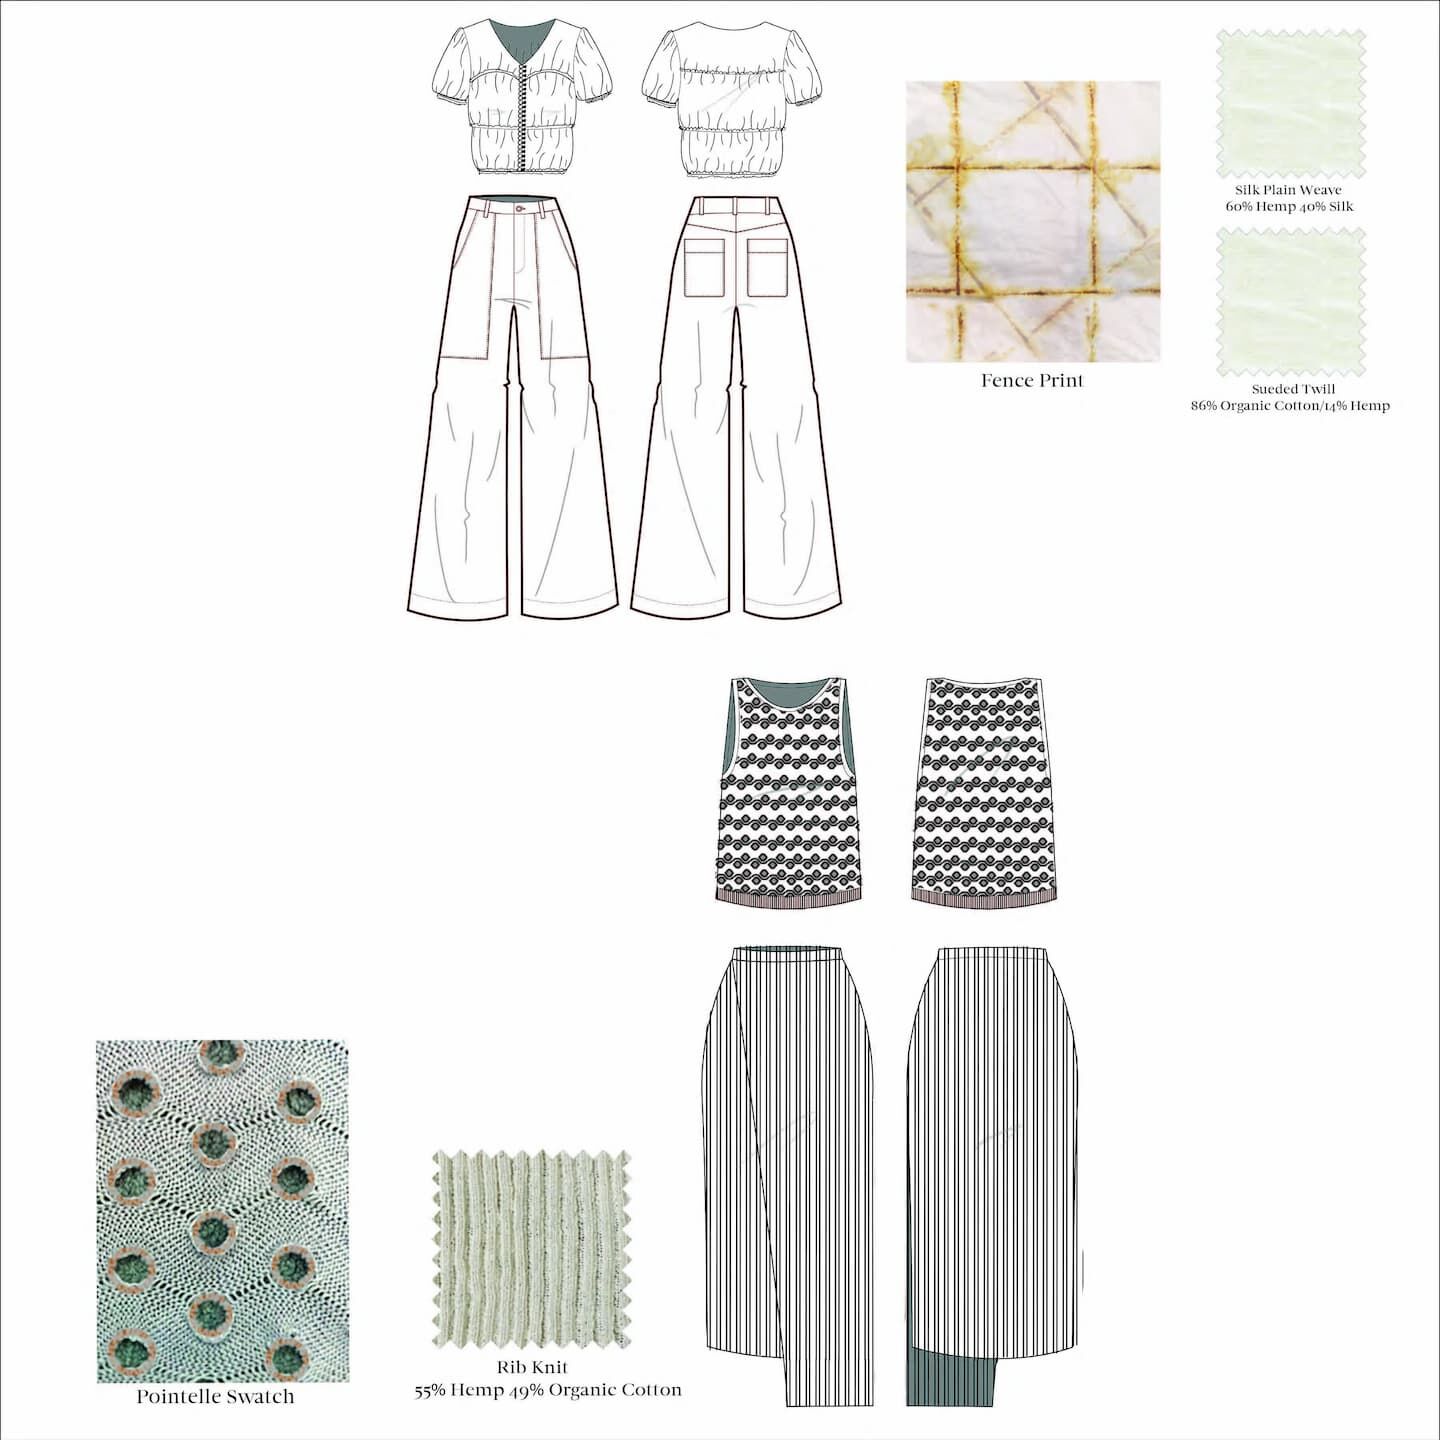 Silk Plain Weave
60% Hemp 40% Silk
Fence Print
Sueded Twill
86% Organic Cotton/14% Hemp
Pointelle Swatch
Rib Knit
55% Hemp 49% Organic Cotton